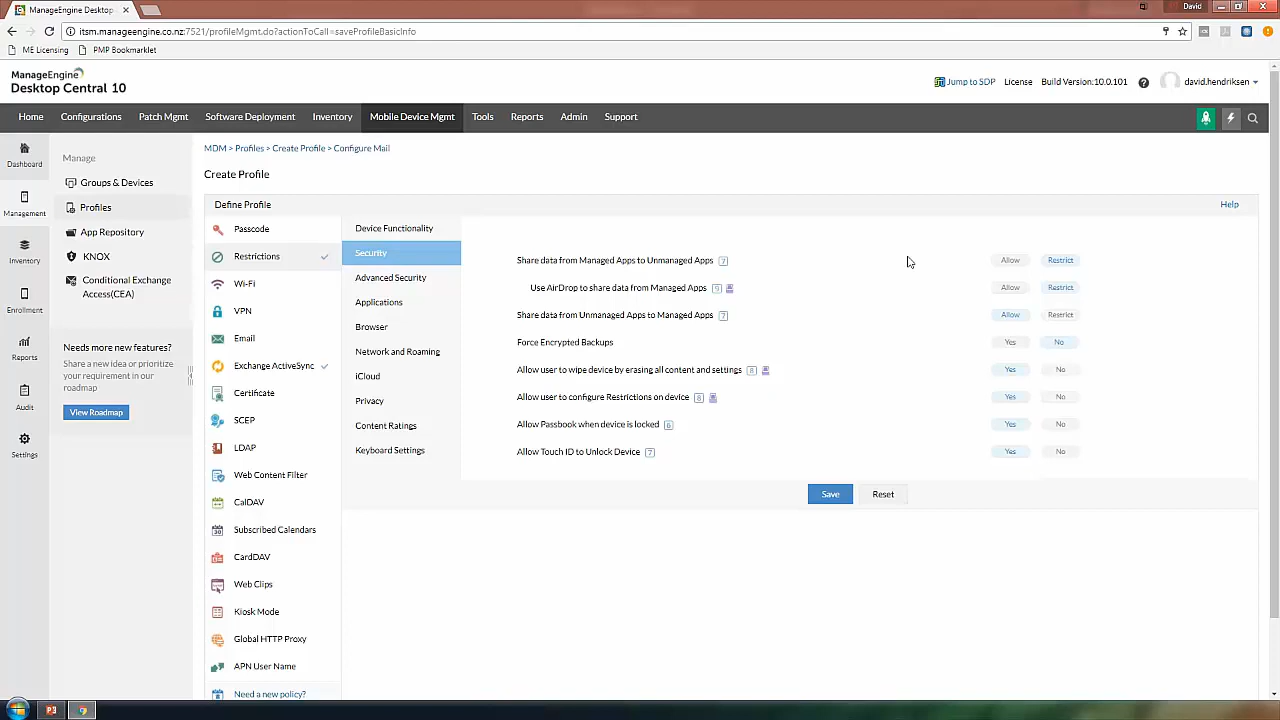 ManageEngine Desktop
David
itsm.manageengine.co.nz:7521/profileMgmt.do?actionToCall=saveProfileBasicInfo
ME Licensing
PMP Bookmarklet
ManageEngine
Desktop Central 10
Jump to SDP
License
Build Version:10.0.101
david.hendriksen
Home
Configurations
Patch Mgmt
Software Deployment
Inventory
Mobile Device Mgmt
Tools
Reports
Admin
Support
Dashboard
Management
Inventory
Enrollment
Reports
Audit
Settings
Manage
Groups & Devices
Profiles
App Repository
KNOX
Conditional Exchange
Access(CEA)
Needs more new features?
Share a new idea or prioritize
your requirement in our
roadmap
View Roadmap
MDM > Profiles > Create Profile > Configure Mail
Create Profile
Define Profile
Help
Passcode
Restrictions
Wi-Fi
VPN
Email
Exchange ActiveSync
Certificate
SCEP
LDAP
Web Content Filter
CalDAV
Subscribed Calendars
CardDAV
Web Clips
Kiosk Mode
Global HTTP Proxy
APN User Name
Need a new policy?
Device Functionality
Security
Advanced Security
Applications
Browser
Network and Roaming
iCloud
Privacy
Content Ratings
Keyboard Settings
Share data from Managed Apps to Unmanaged Apps 7 Allow Restrict
Use AirDrop to share data from Managed Apps 9 Allow Restrict
Share data from Unmanaged Apps to Managed Apps 7 Allow Restrict
Force Encrypted Backups Yes No
Allow user to wipe device by erasing all content and settings 8 Yes No
Allow user to configure Restrictions on device 8 Yes No
Allow Passbook when device is locked 6 Yes No
Allow Touch ID to Unlock Device 7 Yes No
Save
Reset